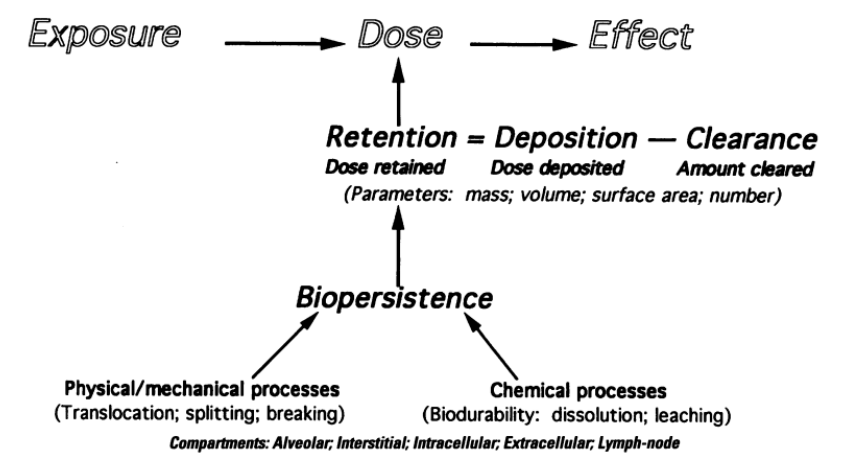 Exposure Dose Effect
Retention = Deposition — Clearance
Dose retained Dose deposited Amount cleared
(Parameters: mass; volume; surface area; number)
Biopersistence
Physical/mechanical processes Chemical processes
(Translocation; splitting; breaking) (Biodurability: dissolution; leaching)
Compartments: Alveolar; Interstitial; Intracellular; Extracellular; Lymph-node